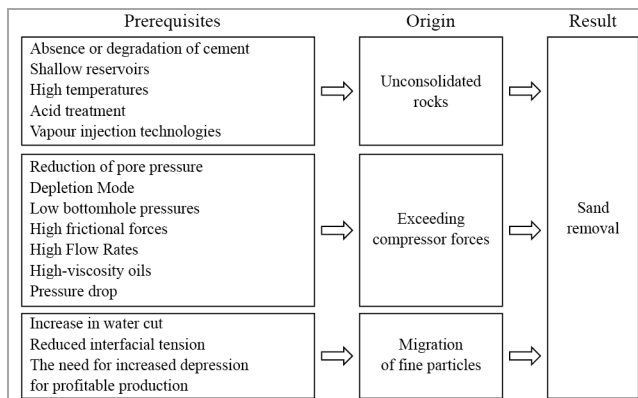 Prerequisites
Origin
Result
Absence or degradation of cement
Shallow reservoirs
High temperatures
Acid treatment
Vapour injection technologies
Unconsolidated
rocks
Reduction of pore pressure
Depletion Mode
Low bottomhole pressures
High frictional forces
High Flow Rates
High-viscosity oils
Pressure drop
Exceeding
compressor forces
Increase in water cut
Reduced interfacial tension
The need for increased depression
for profitable production
Migration
of fine particles
Sand
removal